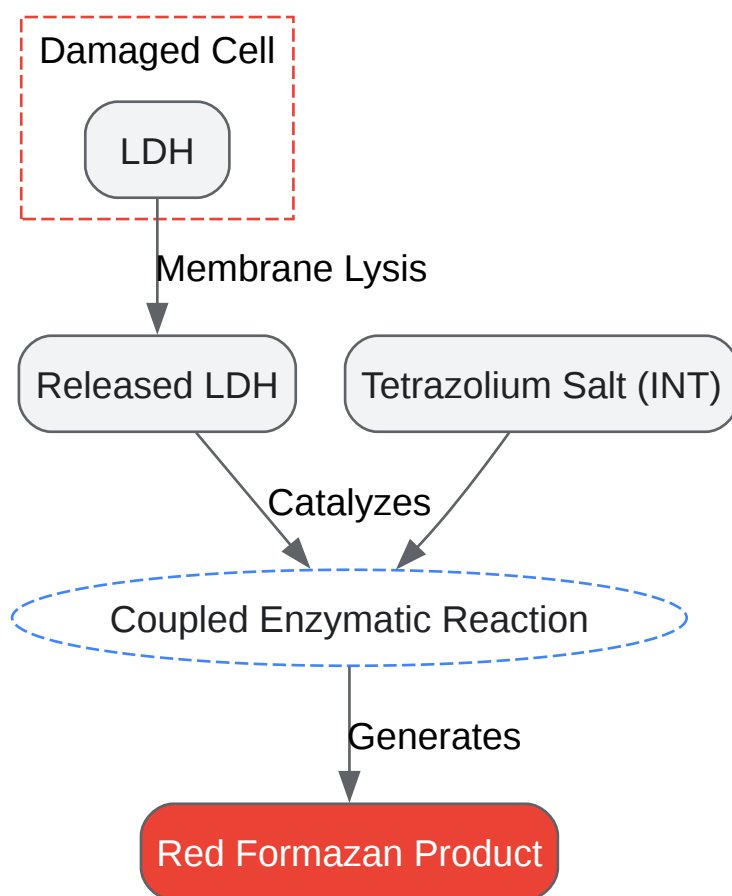 Damaged Cell
LDH
Membrane Lysis
Released LDH
Tetrazolium Salt (INT)
Catalyzes
Coupled Enzymatic Reaction
Generates
Red Formazan Product